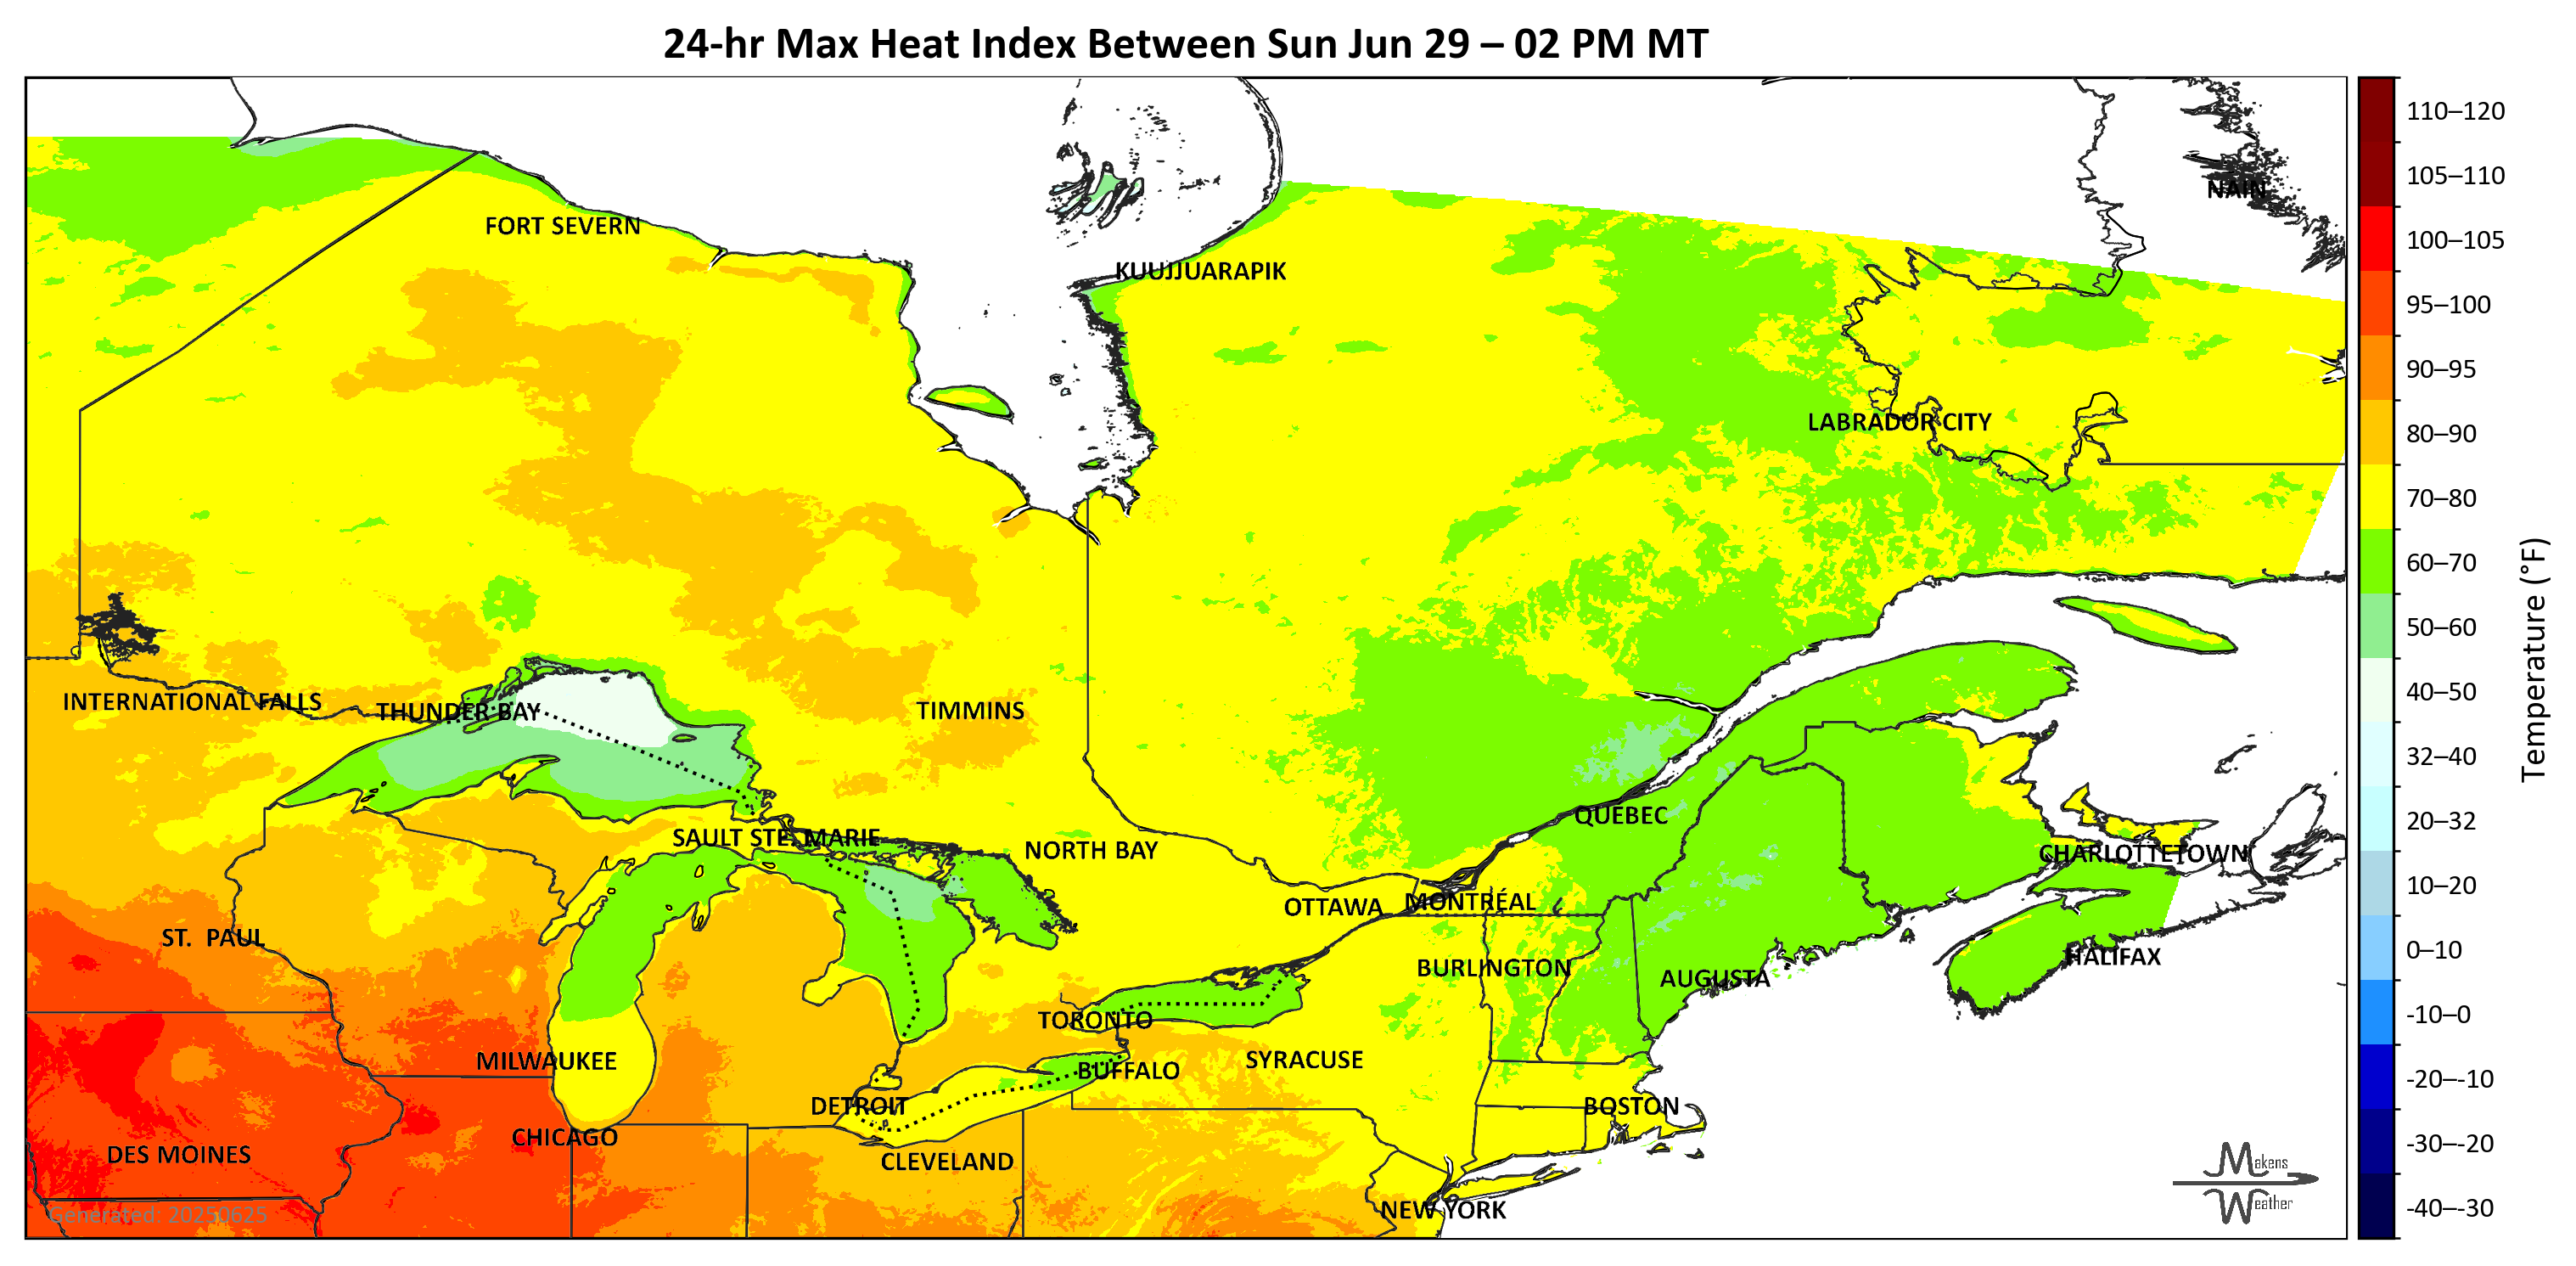 24-hr Max Heat Index Between Sun Jun 29 – 02 PM MT
NAIN
FORT SEVERN
KUUJJUARAPIK
LABRADOR CITY
INTERNATIONAL FALLS
THUNDER BAY
TIMMINS
SAULT STE. MARIE
NORTH BAY
QUEBEC
CHARLOTTETOWN
OTTAWA
MONTRÉAL
ST. PAUL
BURLINGTON
AUGUSTA
HALIFAX
TORONTO
MILWAUKEE
BUFFALO
SYRACUSE
DETROIT
BOSTON
CHICAGO
DES MOINES
CLEVELAND
NEW YORK
Generated: 20250625
Makens
Weather
110–120
105–110
100–105
95–100
90–95
80–90
70–80
60–70
50–60
40–50
32–40
20–32
10–20
0–10
-10–0
-20–-10
-30–-20
-40–-30
Temperature (°F)